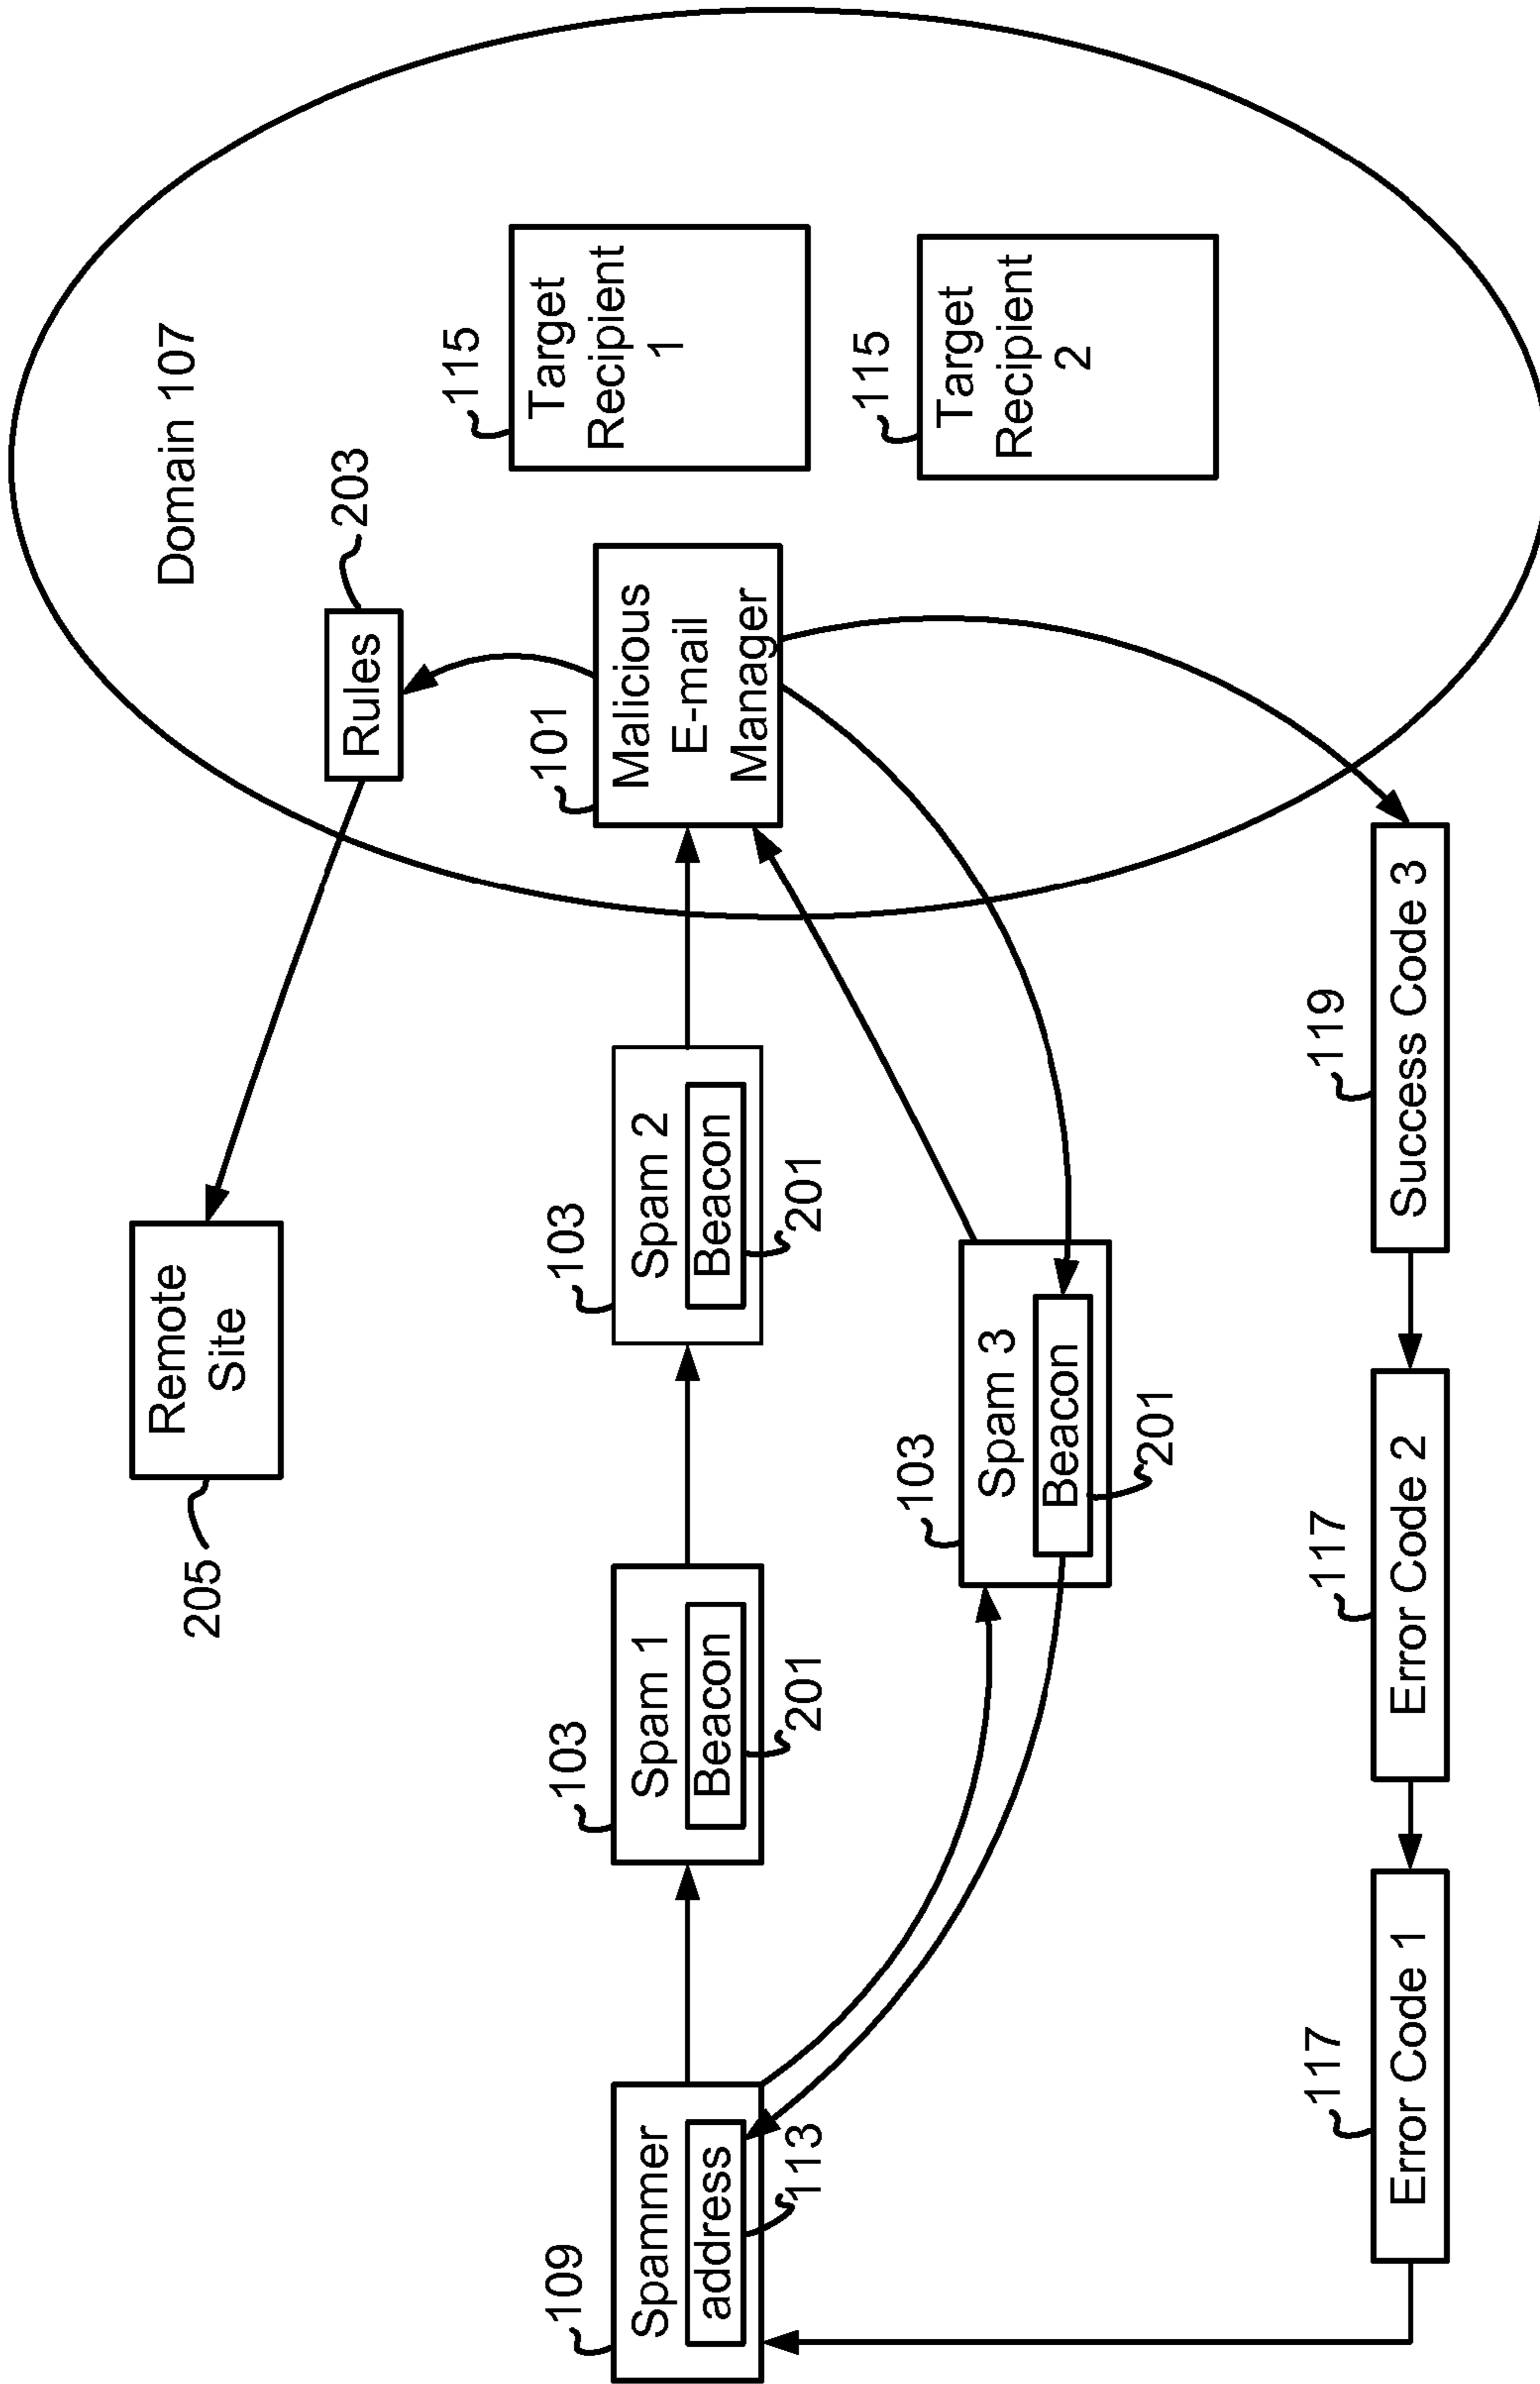 Domain 107
203
Rules
Remote
Site
205
115
Target
Recipient
1
115
Target
Recipient
2
101
Malicious
E-mail
Manager
109
Spammer
address
113
103
Spam 1
Beacon
201
103
Spam 2
Beacon
201
103
Spam 3
Beacon
201
117
Error Code 1
117
Error Code 2
119
Success Code 3